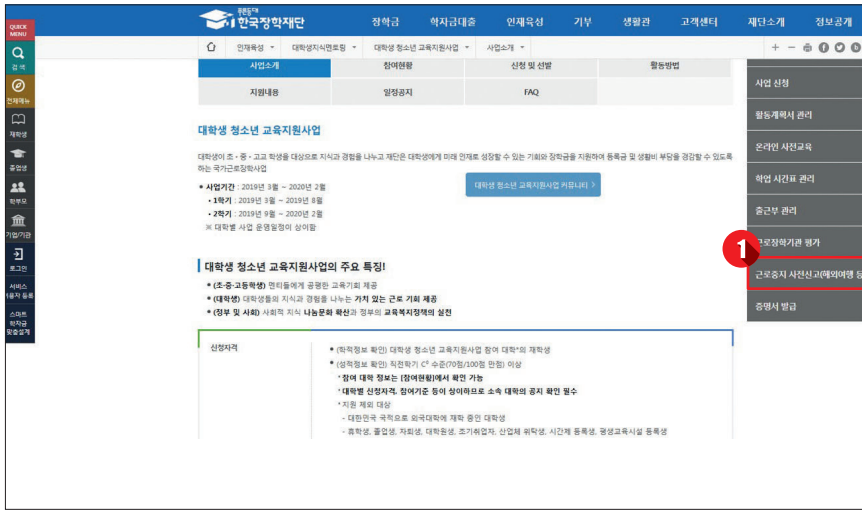 QUICK MENU
검색
전체메뉴
재학생
졸업생
학부모
기업/기관
로그인
서비스
이용자 등록
스마트
학자금
맞춤설계
푸른등대
한국장학재단
장학금 학자금대출 인재육성 기부 생활관 고객센터 재단소개 정보공개
인재육성 대학생지식멘토링 대학생 청소년 교육지원사업 사업소개
사업소개 참여현황 신청 및 선발 활동방법
지원내용 일정공지 FAQ
대학생 청소년 교육지원사업
대학생이 초・중・고교 학생을 대상으로 지식과 경험을 나누고 재단은 대학생에게 미래 인재로 성장할 수 있는 기회와 장학금을 지원하여 등록금 및 생활비 부담을 경감할 수 있도록
하는 국가근로장학사업
• 사업기간 : 2019년 3월 ~ 2020년 2월
・1학기 : 2019년 3월 ~ 2019년 8월
・2학기 : 2019년 9월 ~ 2020년 2월
※ 대학별 사업 운영일정이 상이함
대학생 청소년 교육지원사업 커뮤니티 >
대학생 청소년 교육지원사업의 주요 특징!
• (초·중·고등학생) 멘티들에게 공평한 교육기회 제공
• (대학생) 대학생들의 지식과 경험을 나누는 가치 있는 근로 기회 제공
• (정부 및 사회) 사회적 지식 나눔문화 확산과 정부의 교육복지정책의 실천
신청자격
• (학적정보 확인) 대학생 청소년 교육지원사업 참여 대학*의 재학생
• (성적정보 확인) 직전학기 C⁰ 수준(70점/100점 만점) 이상
*참여 대학 정보는 [참여현황]에서 확인 가능
*대학별 신청자격, 참여기준 등이 상이하므로 소속 대학의 공지 확인 필수
*지원 제외 대상
- 대한민국 국적으로 외국대학에 재학 중인 대학생
- 휴학생, 졸업생, 자퇴생, 대학원생, 조기취업자, 산업체 위탁생, 시간제 등록생, 평생교육시설 등록생
사업 신청
활동계획서 관리
온라인 사전교육
학업 시간표 관리
출근부 관리
근로장학기관 평가
1
근로중지 사전신고(해외여행 등
증명서 발급